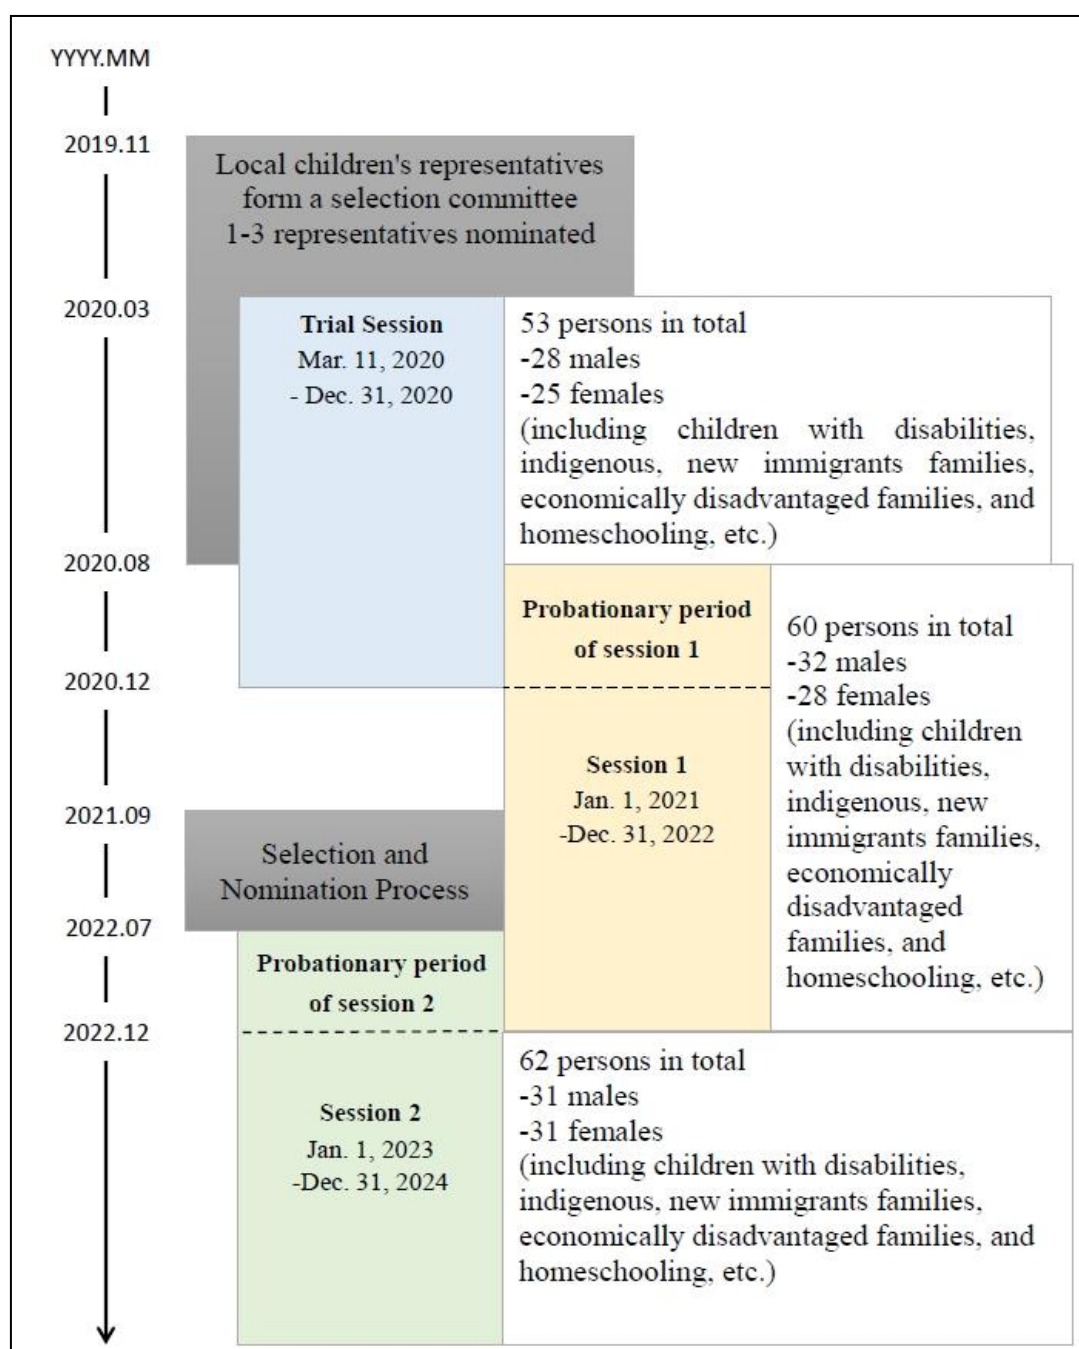 YYYY.MM
2019.11
Local children's representatives
form a selection committee
1-3 representatives nominated
2020.03
Trial Session
Mar. 11, 2020
- Dec. 31, 2020
53 persons in total
-28 males
-25 females
(including children with disabilities,
indigenous, new immigrants families,
economically disadvantaged families, and
homeschooling, etc.)
2020.08
Probationary period
of session 1
2020.12
60 persons in total
-32 males
-28 females
(including children
with disabilities,
indigenous, new
immigrants families,
economically
disadvantaged
families, and
homeschooling, etc.)
Session 1
Jan. 1, 2021
-Dec. 31, 2022
2021.09
Selection and
Nomination Process
2022.07
Probationary period
of session 2
2022.12
Session 2
Jan. 1, 2023
-Dec. 31, 2024
62 persons in total
-31 males
-31 females
(including children with disabilities,
indigenous, new immigrants families,
economically disadvantaged families, and
homeschooling, etc.)